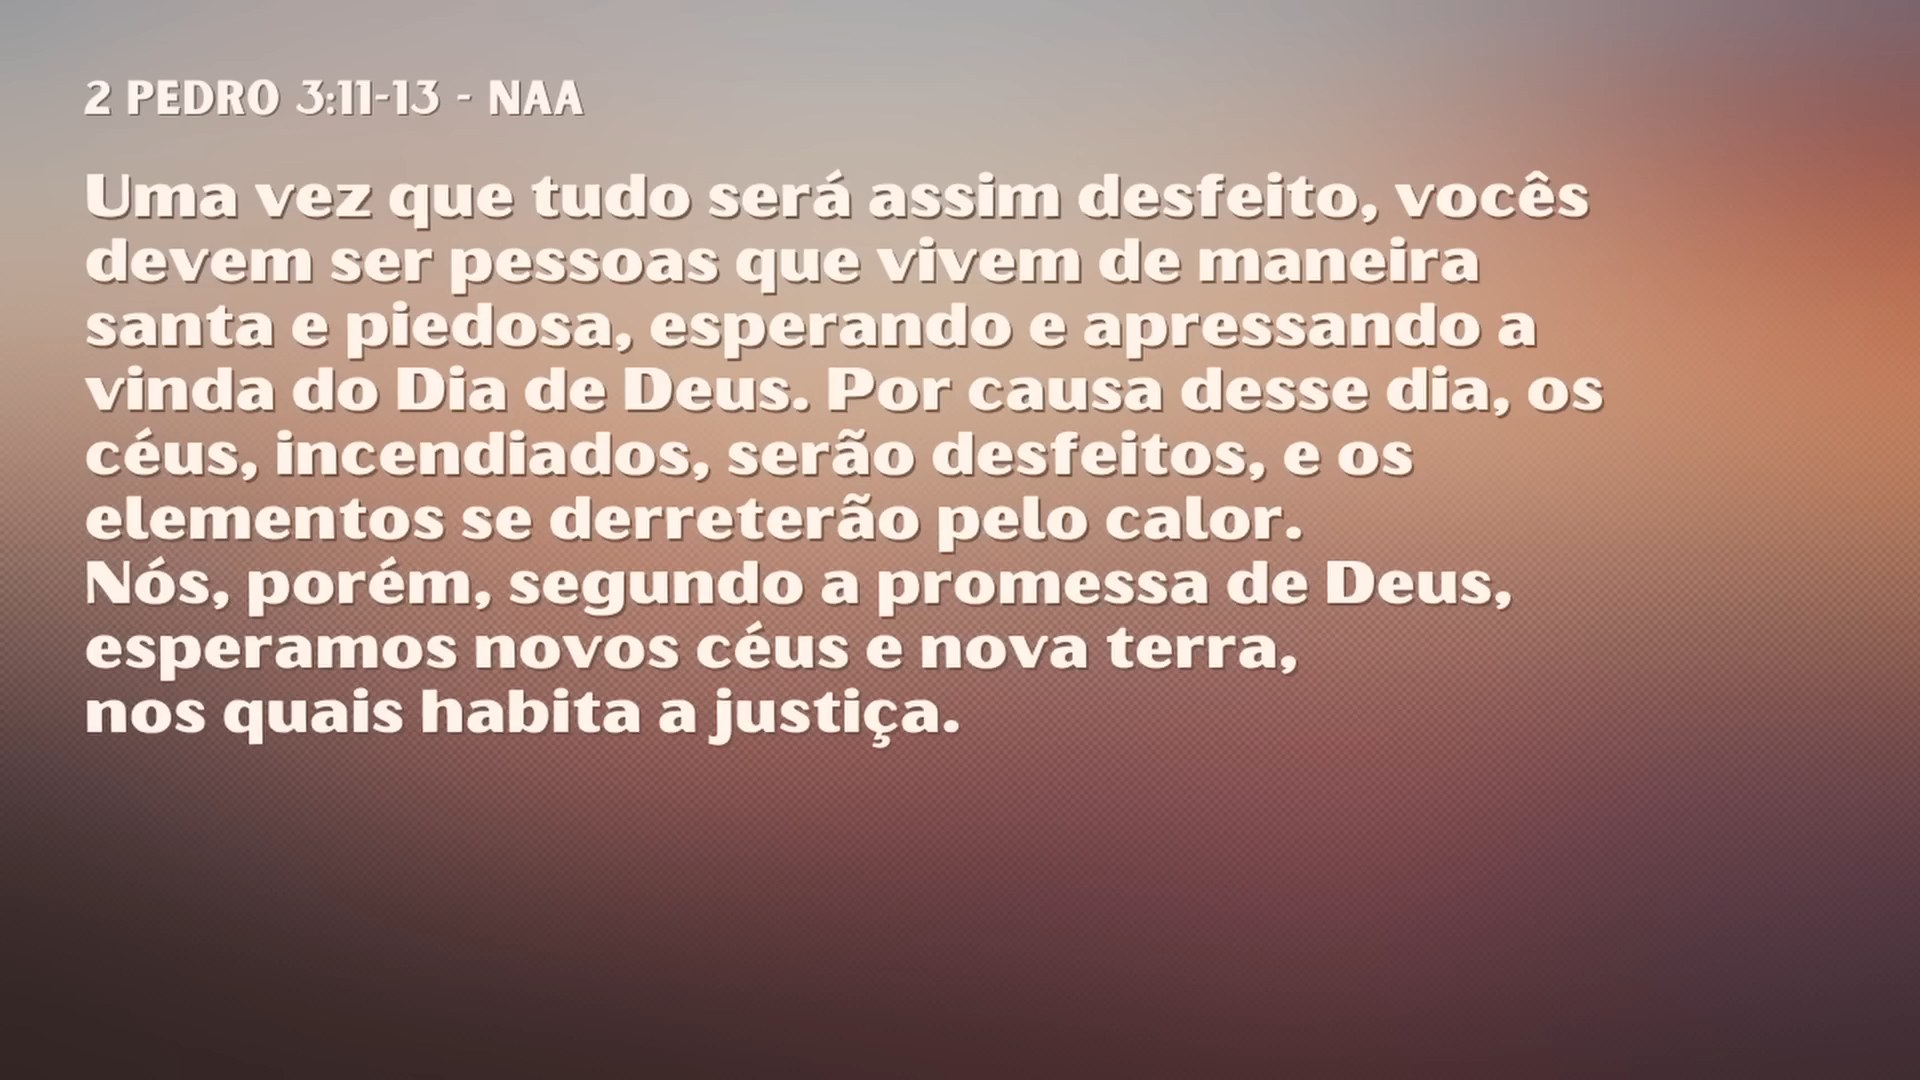 2 PEDRO 3:11-13 - NAA
Uma vez que tudo será assim desfeito, vocês
devem ser pessoas que vivem de maneira
santa e piedosa, esperando e apressando a
vinda do Dia de Deus. Por causa desse dia, os
céus, incendiados, serão desfeitos, e os
elementos se derreterão pelo calor.
Nós, porém, segundo a promessa de Deus,
esperamos novos céus e nova terra,
nos quais habita a justiça.